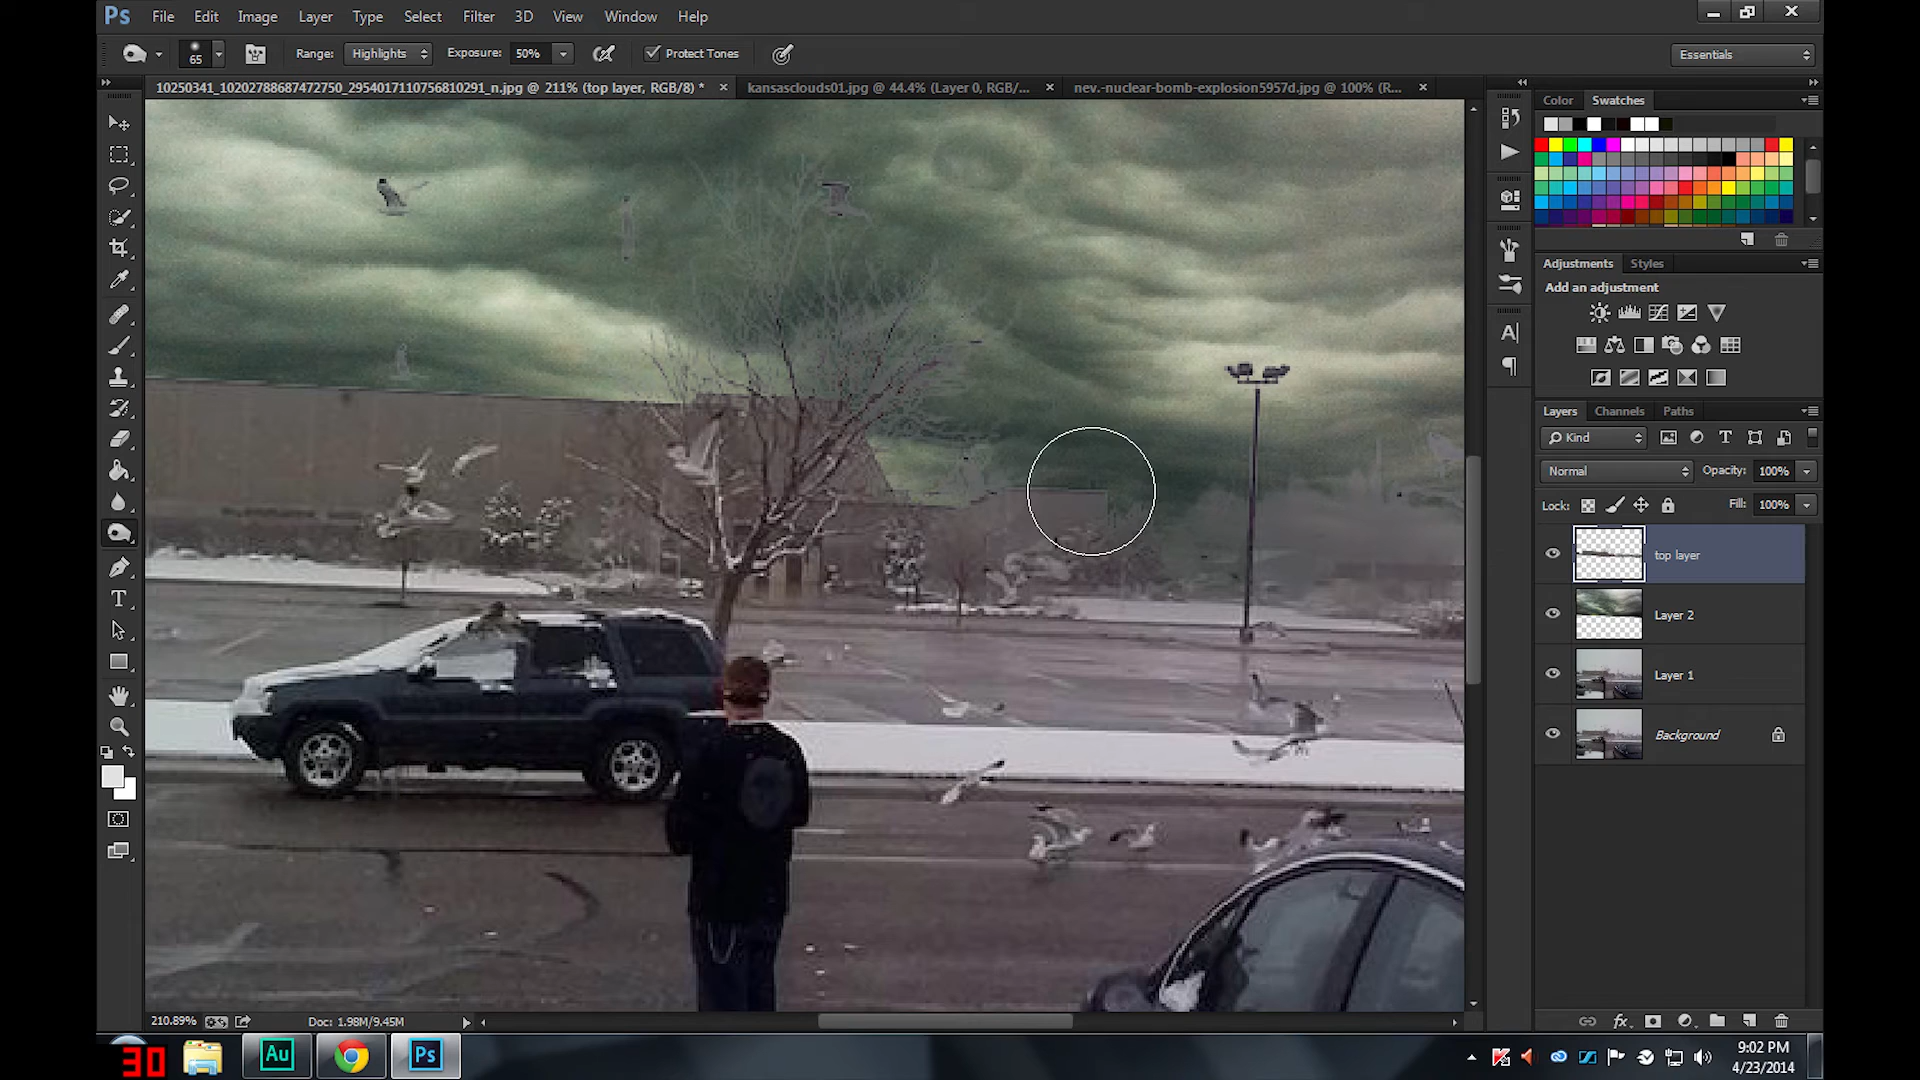 Ps File Edit Image Layer Type Select Filter 3D View Window Help
65 Range: Highlights Exposure: 50% Protect Tones Essentials
10250341_10202788687472750_2954017110756810291_n.jpg @ 211% (top layer, RGB/8) * kansasclouds01.jpg @ 44.4% (Layer 0, RGB/... nev.-nuclear-bomb-explosion5957d.jpg @ 100% (R...
Color Swatches
Adjustments Styles
Add an adjustment
Layers Channels Paths
Kind
Normal Opacity: 100%
Lock: Fill: 100%
top layer
Layer 2
Layer 1
Background
210.89% Doc: 1.98M/9.45M
30 Au Ps 9:02 PM
4/23/2014